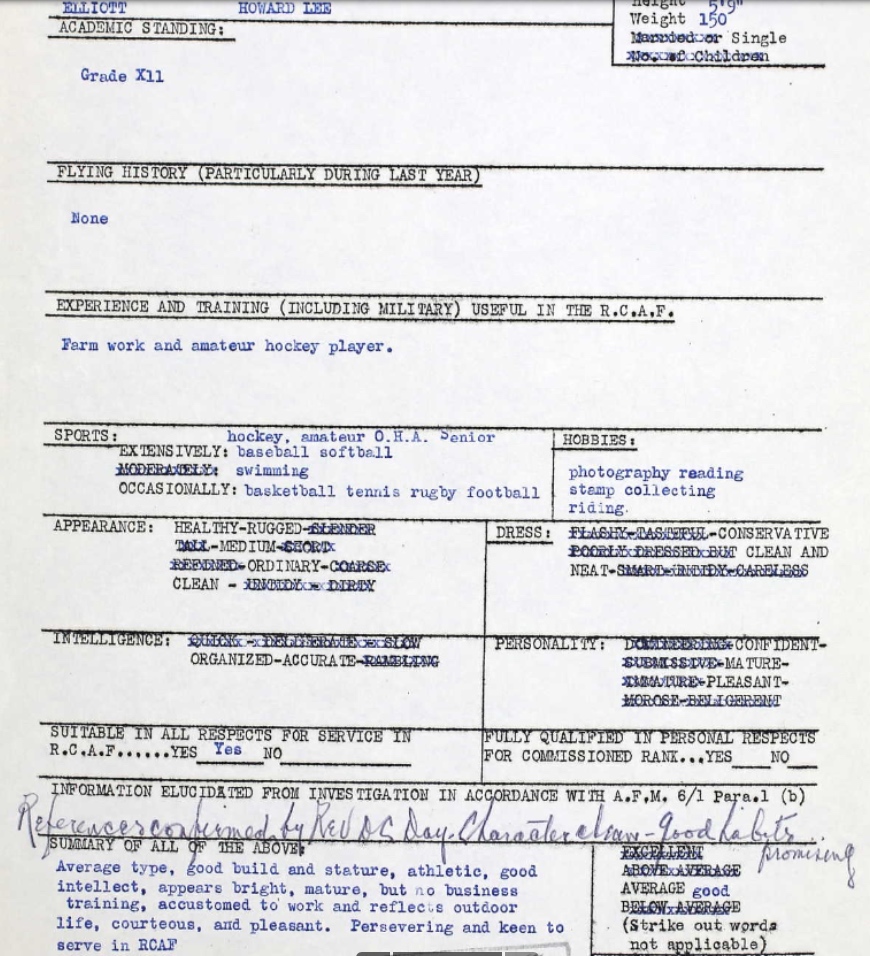 ELLIOTT HOWARD LEE
Height 5'9"
Weight 150
Married or Single
No. of Children
ACADEMIC STANDING:
Grade X11
FLYING HISTORY (PARTICULARLY DURING LAST YEAR)
None
EXPERIENCE AND TRAINING (INCLUDING MILITARY) USEFUL IN THE R.C.A.F.
Farm work and amateur hockey player.
SPORTS: hockey, amateur O.H.A. Senior
EXTENSIVELY: baseball softball
MODERATELY: swimming
OCCASIONALLY: basketball tennis rugby football
HOBBIES:
photography reading
stamp collecting
riding.
APPEARANCE: HEALTHY-RUGGED-SLENDER
TALL-MEDIUM-SHORT
REFINED-ORDINARY-COARSE
CLEAN - UNTIDY - DIRTY
DRESS: FLASHY-TASTEFUL-CONSERVATIVE
POORLY DRESSED BUT CLEAN AND
NEAT-SMART-UNTIDY-CARELESS
INTELLIGENCE: QUICK - DELIBERATE - SLOW
ORGANIZED-ACCURATE-RAMBLING
PERSONALITY: DOMINEERING-CONFIDENT-
SUBMISSIVE-MATURE-
IMMATURE-PLEASANT-
MOROSE-BELIGERENT
SUITABLE IN ALL RESPECTS FOR SERVICE IN
R.C.A.F......YES Yes NO
FULLY QUALIFIED IN PERSONAL RESPECTS
FOR COMMISSIONED RANK...YES NO
INFORMATION ELUCIDATED FROM INVESTIGATION IN ACCORDANCE WITH A.F.M. 6/1 Para.1 (b)
References confirmed by Rev D.C. Day. Character clean - good habits
promising
SUMMARY OF ALL OF THE ABOVE:
Average type, good build and stature, athletic, good
intellect, appears bright, mature, but no business
training, accustomed to work and reflects outdoor
life, courteous, and pleasant. Persevering and keen to
serve in RCAF
EXCELLENT
ABOVE AVERAGE
AVERAGE good
BELOW AVERAGE
(Strike out words
not applicable)